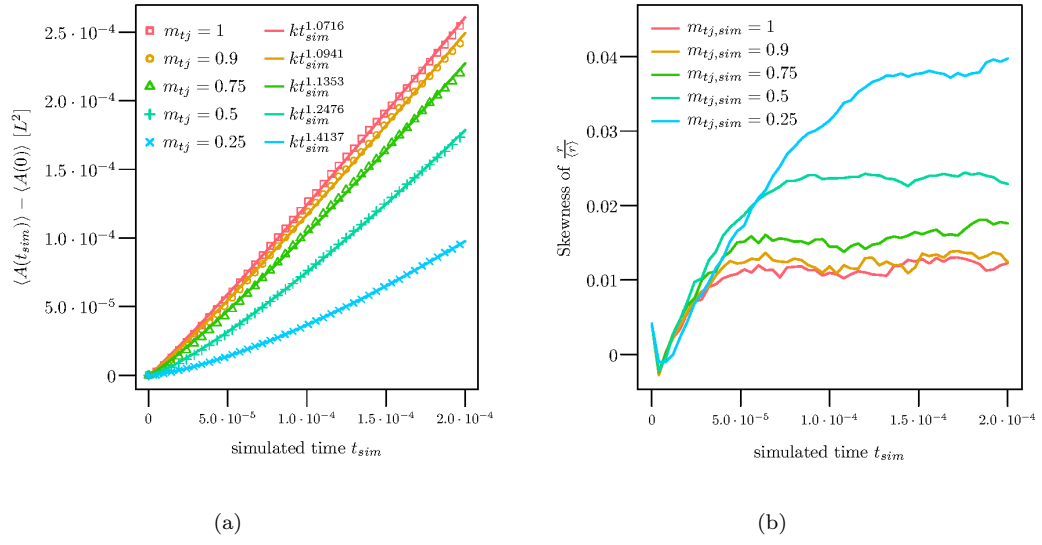 ⟨A(t_sim)⟩ − ⟨A(0)⟩ [L²]
2.5 · 10⁻⁴
2.0 · 10⁻⁴
1.5 · 10⁻⁴
1.0 · 10⁻⁴
5.0 · 10⁻⁵
0
m_tj = 1 kt_sim^1.0716
m_tj = 0.9 kt_sim^1.0941
m_tj = 0.75 kt_sim^1.1353
m_tj = 0.5 kt_sim^1.2476
m_tj = 0.25 kt_sim^1.4137
0 5.0 · 10⁻⁵ 1.0 · 10⁻⁴ 1.5 · 10⁻⁴ 2.0 · 10⁻⁴
simulated time t_sim
(a)
Skewness of r/⟨r⟩
0.04
0.03
0.02
0.01
0
m_tj,sim = 1
m_tj,sim = 0.9
m_tj,sim = 0.75
m_tj,sim = 0.5
m_tj,sim = 0.25
0 5.0 · 10⁻⁵ 1.0 · 10⁻⁴ 1.5 · 10⁻⁴ 2.0 · 10⁻⁴
simulated time t_sim
(b)